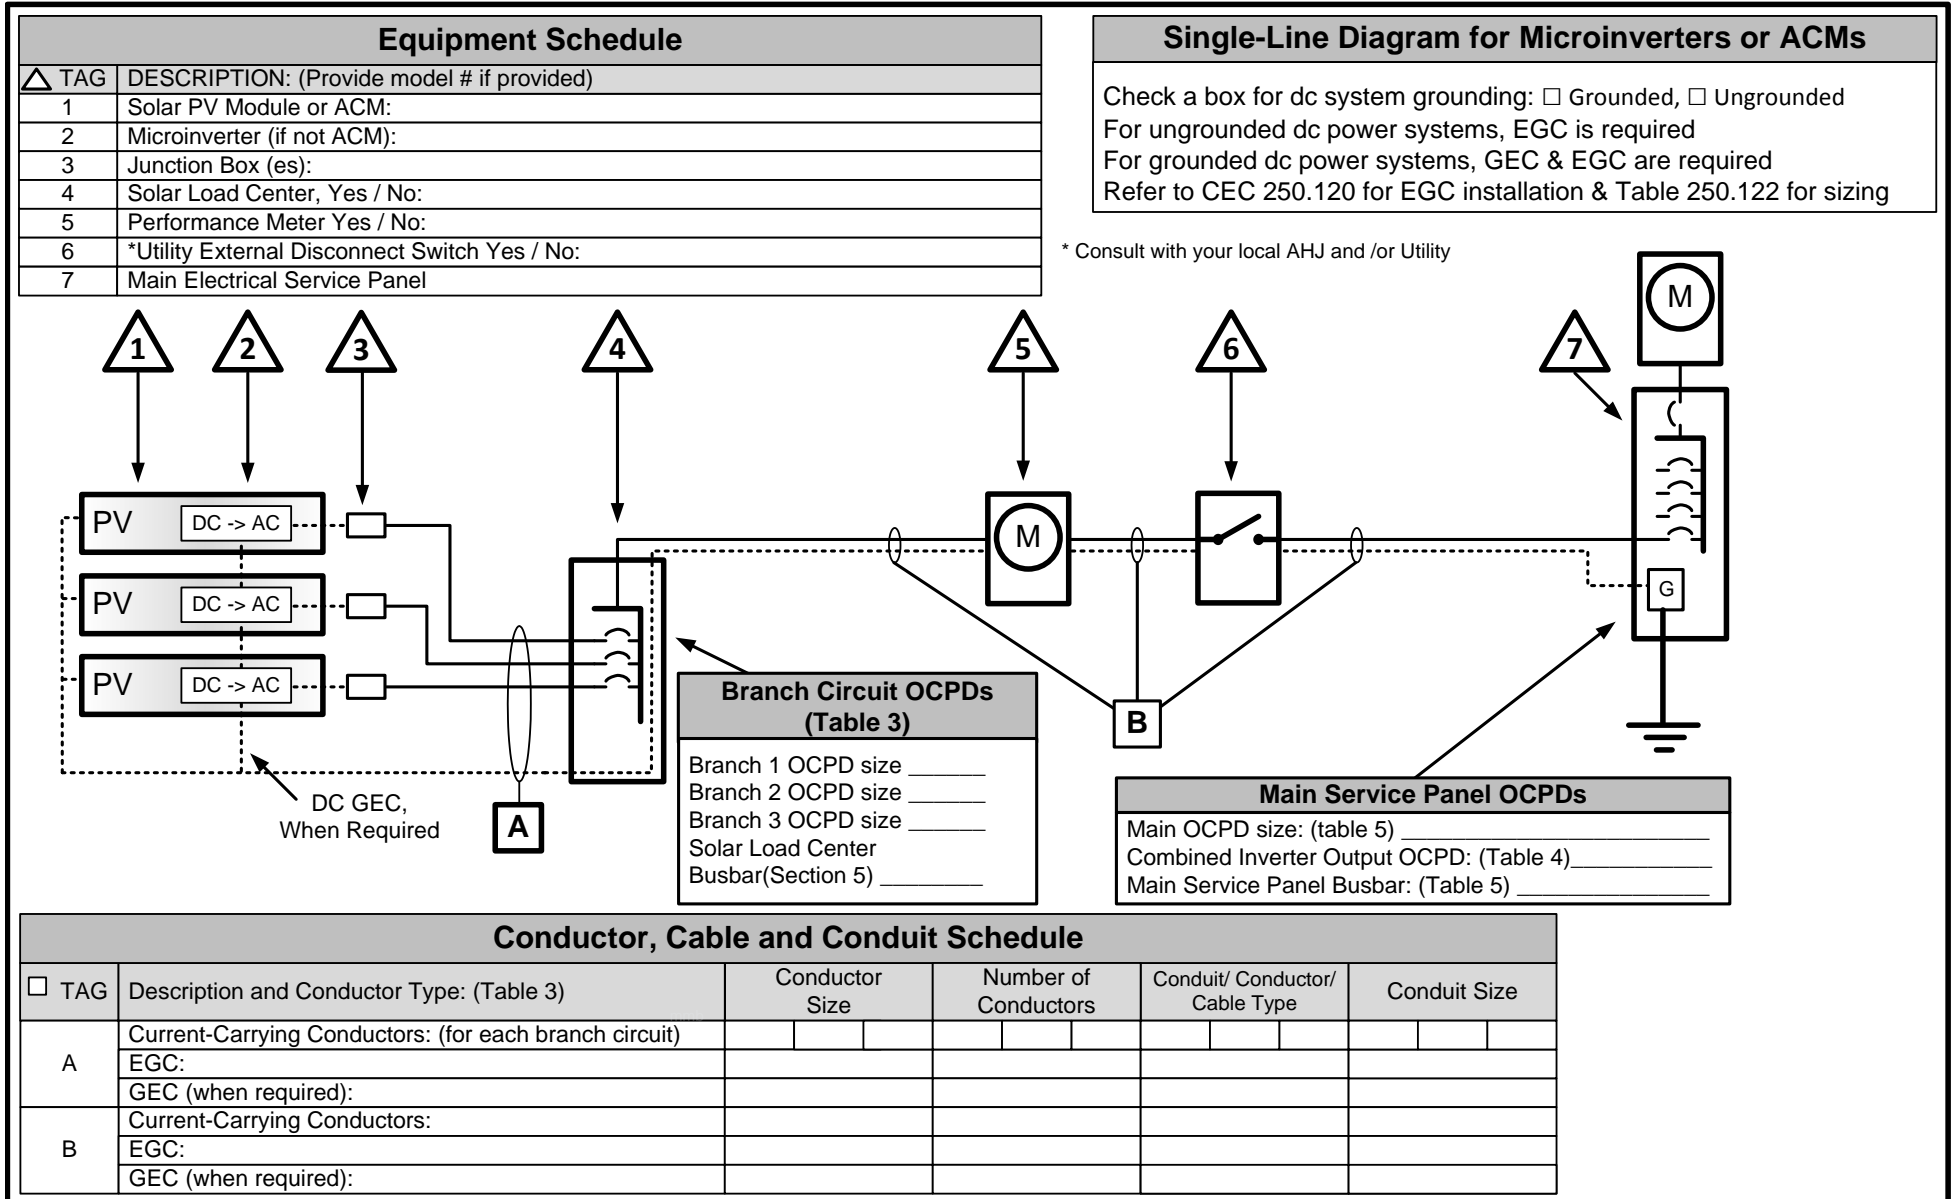 Equipment Schedule
TAG DESCRIPTION: (Provide model # if provided)
1 Solar PV Module or ACM:
2 Microinverter (if not ACM):
3 Junction Box (es):
4 Solar Load Center, Yes / No:
5 Performance Meter Yes / No:
6 *Utility External Disconnect Switch Yes / No:
7 Main Electrical Service Panel
Single-Line Diagram for Microinverters or ACMs
Check a box for dc system grounding: ☐ Grounded, ☐ Ungrounded
For ungrounded dc power systems, EGC is required
For grounded dc power systems, GEC & EGC are required
Refer to CEC 250.120 for EGC installation & Table 250.122 for sizing
* Consult with your local AHJ and /or Utility
M
1 2 3 4 5 6 7
PV DC -> AC
PV DC -> AC
PV DC -> AC
M
G
DC GEC,
When Required
A
B
Branch Circuit OCPDs
(Table 3)
Branch 1 OCPD size ______
Branch 2 OCPD size ______
Branch 3 OCPD size ______
Solar Load Center
Busbar(Section 5) ________
Main Service Panel OCPDs
Main OCPD size: (table 5) ________________________
Combined Inverter Output OCPD: (Table 4)___________
Main Service Panel Busbar: (Table 5) _______________
Conductor, Cable and Conduit Schedule
☐ TAG Description and Conductor Type: (Table 3) Conductor Size Number of Conductors Conduit/ Conductor/ Cable Type Conduit Size
A
Current-Carrying Conductors: (for each branch circuit)
EGC:
GEC (when required):
B
Current-Carrying Conductors:
EGC:
GEC (when required):